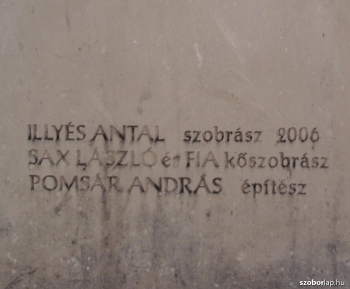 ILLYÉS ANTAL szobrász 2006
SAX LÁSZLÓ és FIA kőszobrász
POMSÁR ANDRÁS építész
szoborlap.hu